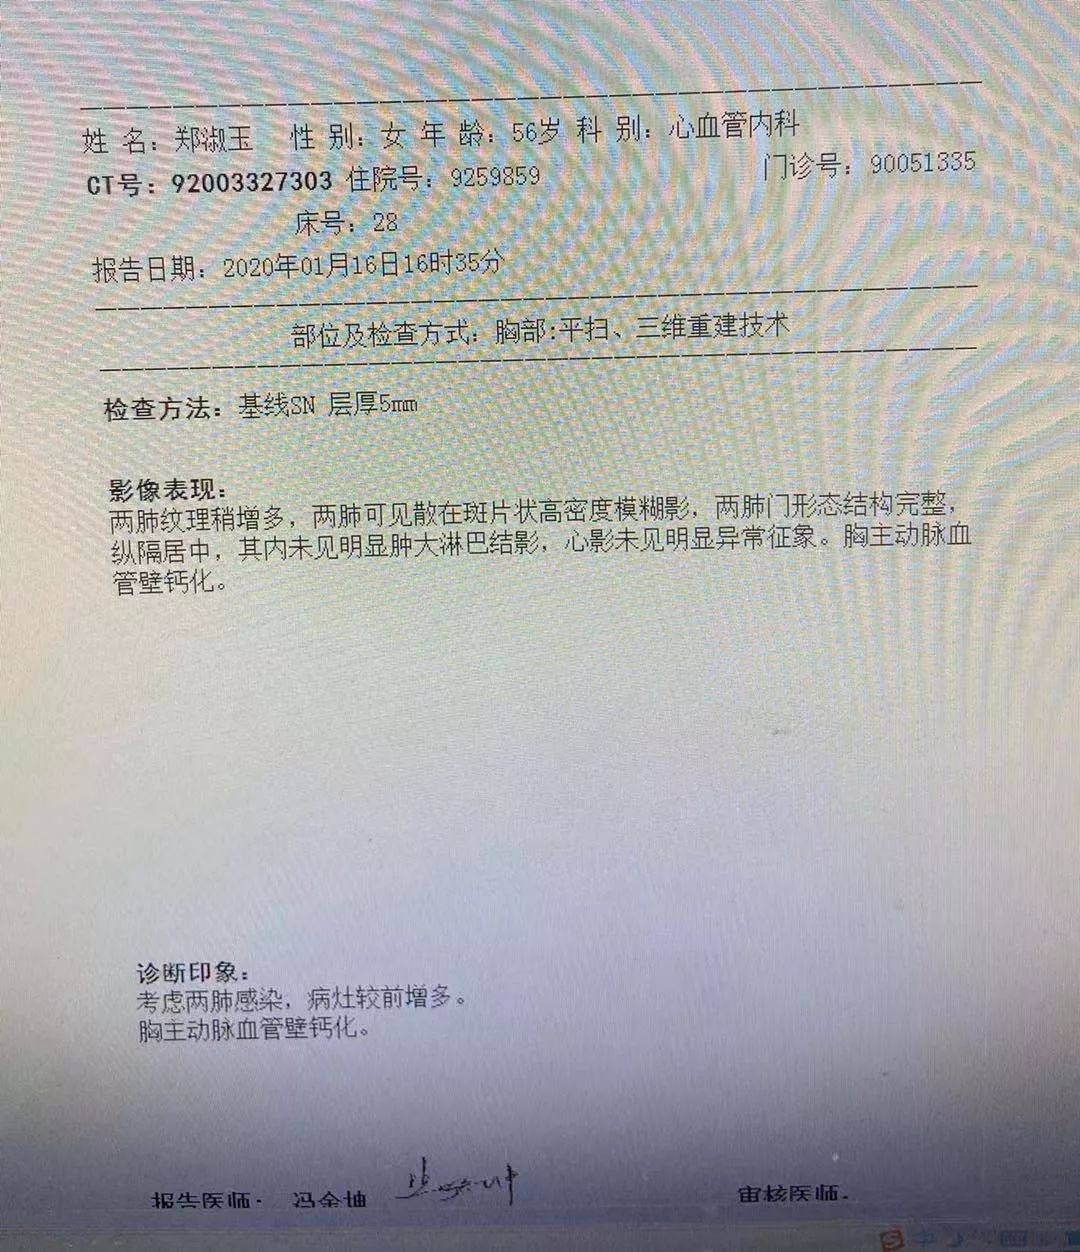 姓 名：郑淑玉 性 别：女 年 龄：56岁 科 别：心血管内科
CT号：92003327303 住院号：9259859 门诊号：90051335
床号：28
报告日期：2020年01月16日16时35分
部位及检查方式：胸部:平扫、三维重建技术
检查方法：基线SN 层厚5mm
影像表现：
两肺纹理稍增多，两肺可见散在斑片状高密度模糊影，两肺门形态结构完整，
纵隔居中，其内未见明显肿大淋巴结影，心影未见明显异常征象。胸主动脉血
管壁钙化。
诊断印象：
考虑两肺感染，病灶较前增多。
胸主动脉血管壁钙化。
报告医师： 冯金坤 审核医师：